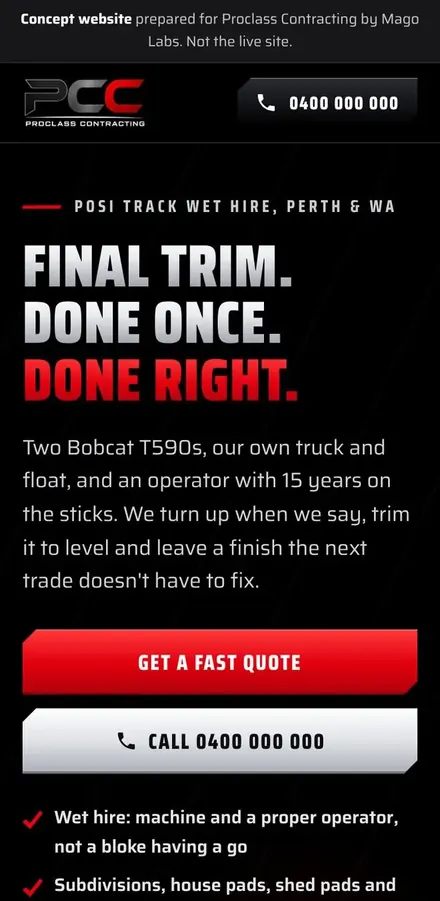 Concept website prepared for Proclass Contracting by Mago
Labs. Not the live site.
PCC
PROCLASS CONTRACTING
0400 000 000
POSI TRACK WET HIRE, PERTH & WA
FINAL TRIM.
DONE ONCE.
DONE RIGHT.
Two Bobcat T590s, our own truck and
float, and an operator with 15 years on
the sticks. We turn up when we say, trim
it to level and leave a finish the next
trade doesn't have to fix.
GET A FAST QUOTE
CALL 0400 000 000
Wet hire: machine and a proper operator,
not a bloke having a go
Subdivisions, house pads, shed pads and